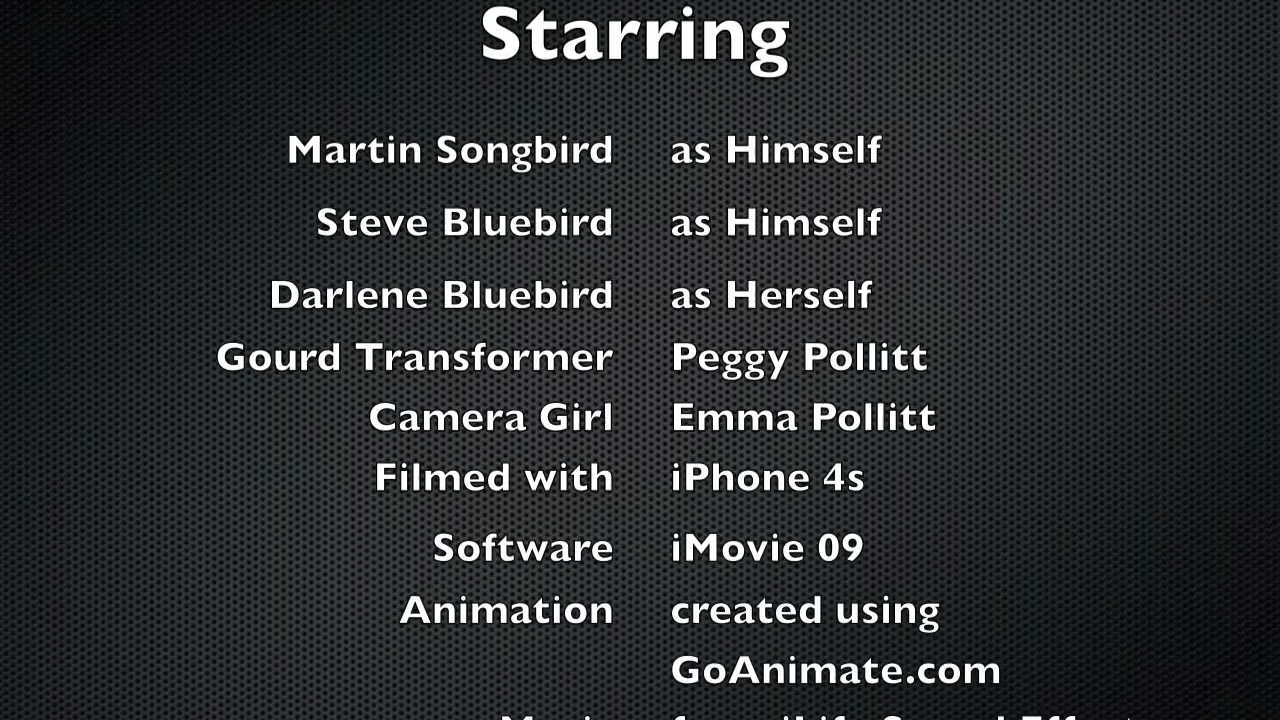 Starring
Martin Songbird as Himself
Steve Bluebird as Himself
Darlene Bluebird as Herself
Gourd Transformer Peggy Pollitt
Camera Girl Emma Pollitt
Filmed with iPhone 4s
Software iMovie 09
Animation created using
GoAnimate.com